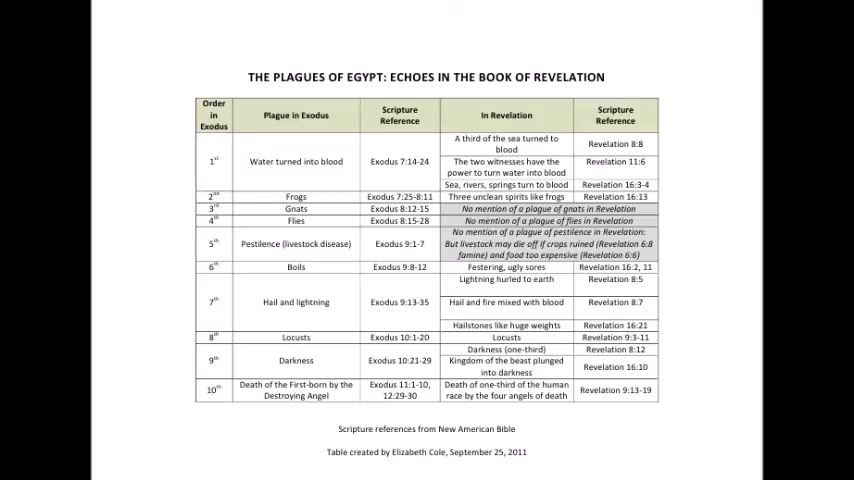 THE PLAGUES OF EGYPT: ECHOES IN THE BOOK OF REVELATION
Order in Exodus | Plague in Exodus | Scripture Reference | In Revelation | Scripture Reference
1st | Water turned into blood | Exodus 7:14-24 | A third of the sea turned to blood | Revelation 8:8
The two witnesses have the power to turn water into blood | Revelation 11:6
Sea, rivers, springs turn to blood | Revelation 16:3-4
2nd | Frogs | Exodus 7:25-8:11 | Three unclean spirits like frogs | Revelation 16:13
3rd | Gnats | Exodus 8:12-15 | No mention of a plague of gnats in Revelation
4th | Flies | Exodus 8:15-28 | No mention of a plague of flies in Revelation
5th | Pestilence (livestock disease) | Exodus 9:1-7 | No mention of a plague of pestilence in Revelation: But livestock may die off if crops ruined (Revelation 6:8 famine) and food too expensive (Revelation 6:6)
6th | Boils | Exodus 9:8-12 | Festering, ugly sores | Revelation 16:2, 11
7th | Hail and lightning | Exodus 9:13-35 | Lightning hurled to earth | Revelation 8:5
Hail and fire mixed with blood | Revelation 8:7
Hailstones like huge weights | Revelation 16:21
8th | Locusts | Exodus 10:1-20 | Locusts | Revelation 9:3-11
9th | Darkness | Exodus 10:21-29 | Darkness (one-third) | Revelation 8:12
Kingdom of the beast plunged into darkness | Revelation 16:10
10th | Death of the First-born by the Destroying Angel | Exodus 11:1-10, 12:29-30 | Death of one-third of the human race by the four angels of death | Revelation 9:13-19
Scripture references from New American Bible
Table created by Elizabeth Cole, September 25, 2011